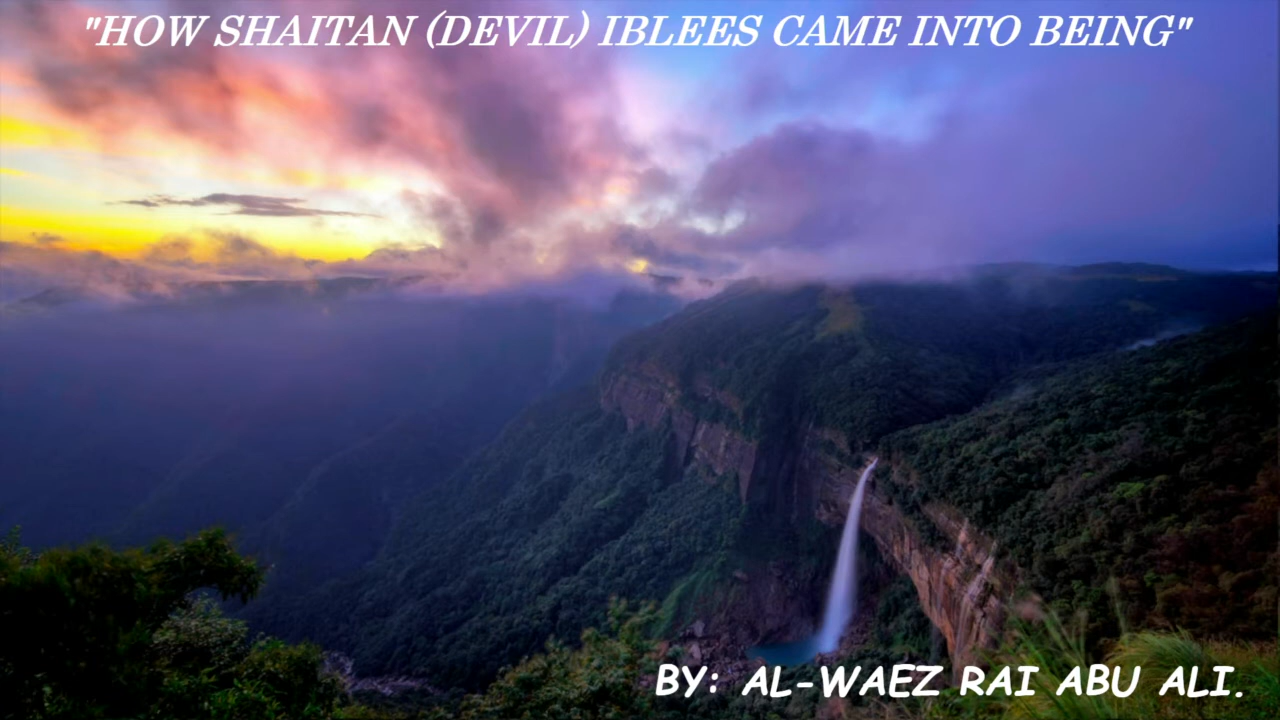 "HOW SHAITAN (DEVIL) IBLEES CAME INTO BEING"
BY: AL-WAEZ RAI ABU ALI.